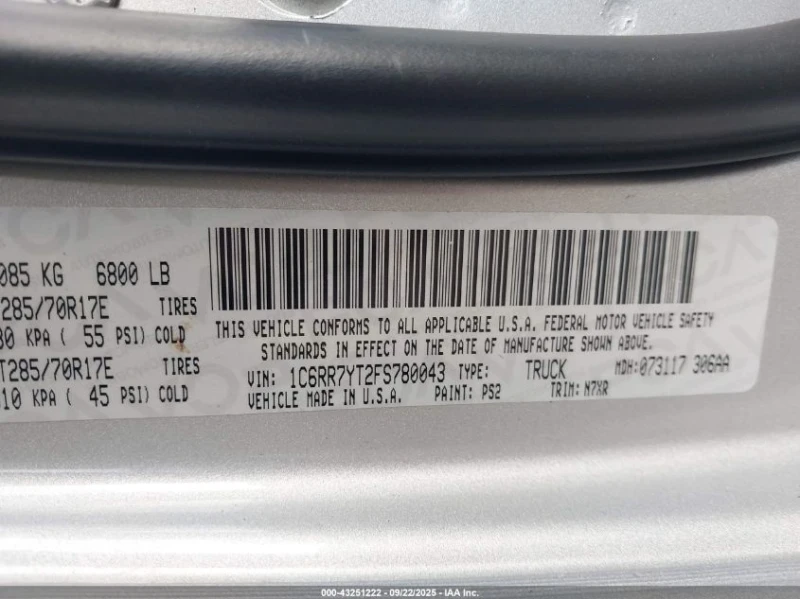 085 KG 6800 LB
285/70R17E TIRES
30 KPA ( 55 PSI) COLD
T285/70R17E TIRES
310 KPA ( 45 PSI) COLD
THIS VEHICLE CONFORMS TO ALL APPLICABLE U.S.A. FEDERAL MOTOR VEHICLE SAFETY
STANDARDS IN EFFECT ON THE DATE OF MANUFACTURE SHOWN ABOVE.
VIN: 1C6RR7YT2FS780043 TYPE: TRUCK MDH: 073117 306AA
VEHICLE MADE IN U.S.A. PAINT: PS2 TRIM: N7XR
000-43251222 - 09/22/2025 - IAA Inc.